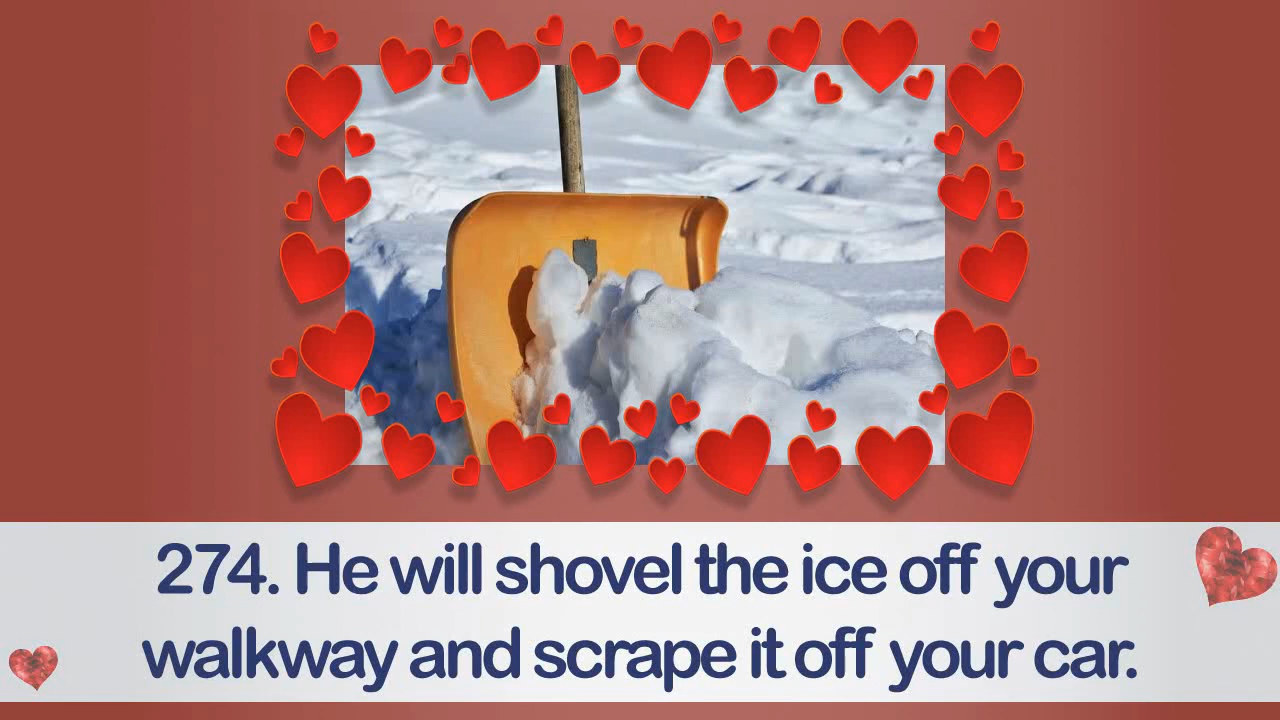 274. He will shovel the ice off your
walkway and scrape it off your car.